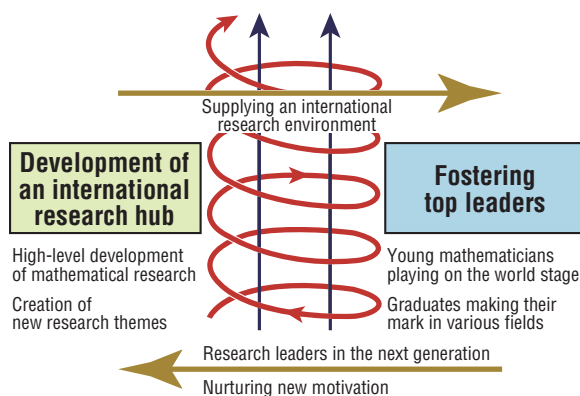 Supplying an international
research environment
Development of
an international
research hub
Fostering
top leaders
High-level development
of mathematical research
Creation of
new research themes
Young mathematicians
playing on the world stage
Graduates making their
mark in various fields
Research leaders in the next generation
Nurturing new motivation